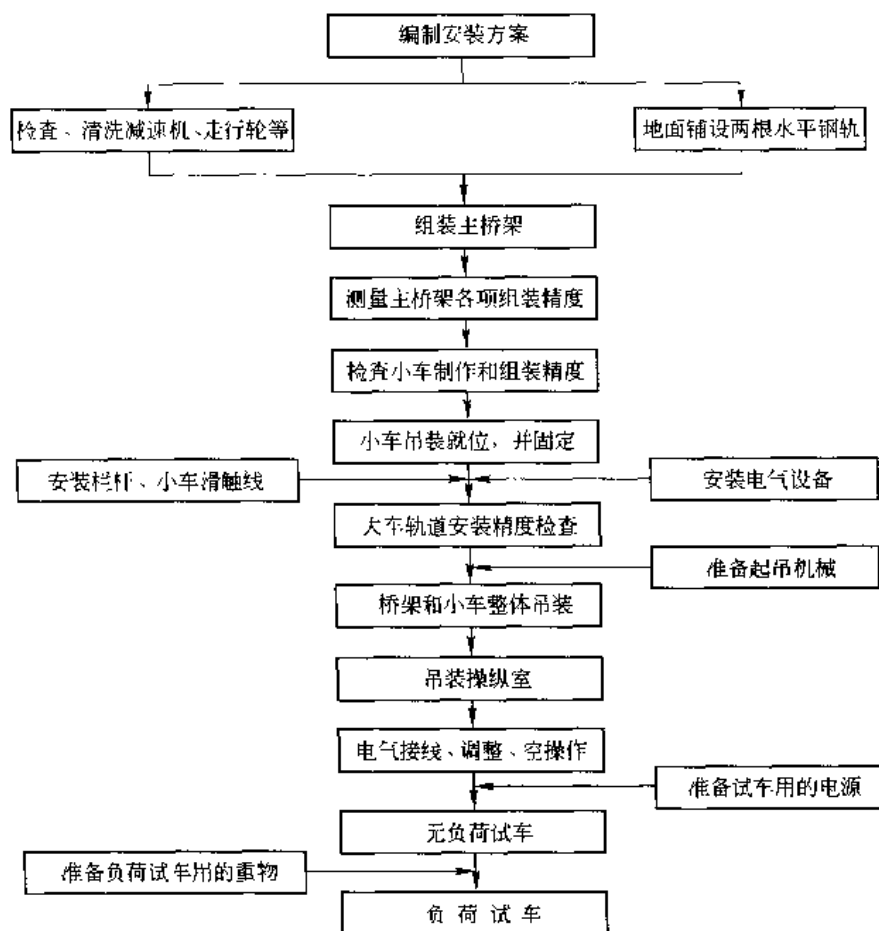 编制安装方案
检查、清洗减速机、走行轮等
地面铺设两根水平钢轨
组装主桥架
测量主桥架各项组装精度
检查小车制作和组装精度
小车吊装就位，并固定
安装栏杆、小车滑触线
安装电气设备
大车轨道安装精度检查
准备起吊机械
桥架和小车整体吊装
吊装操纵室
电气接线、调整、空操作
准备试车用的电源
无负荷试车
准备负荷试车用的重物
负荷试车